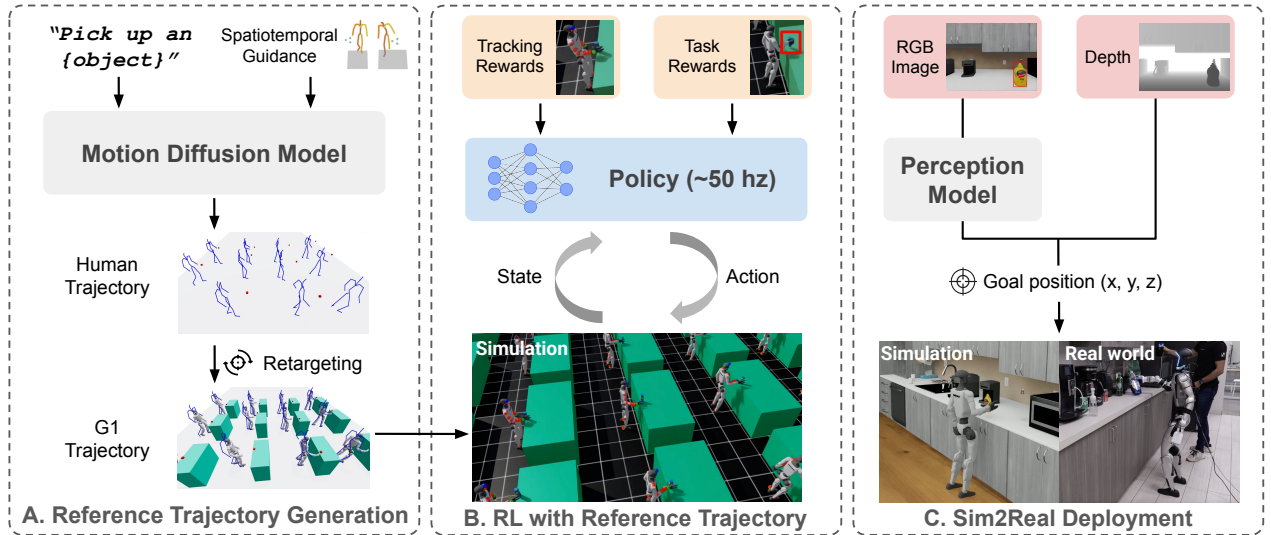 “Pick up an
{object}”
Spatiotemporal
Guidance
Motion Diffusion Model
Human
Trajectory
Retargeting
G1
Trajectory
A. Reference Trajectory Generation
Tracking
Rewards
Task
Rewards
Policy (~50 hz)
State
Action
Simulation
B. RL with Reference Trajectory
RGB
Image
Depth
Perception
Model
Goal position (x, y, z)
Simulation
Real world
C. Sim2Real Deployment